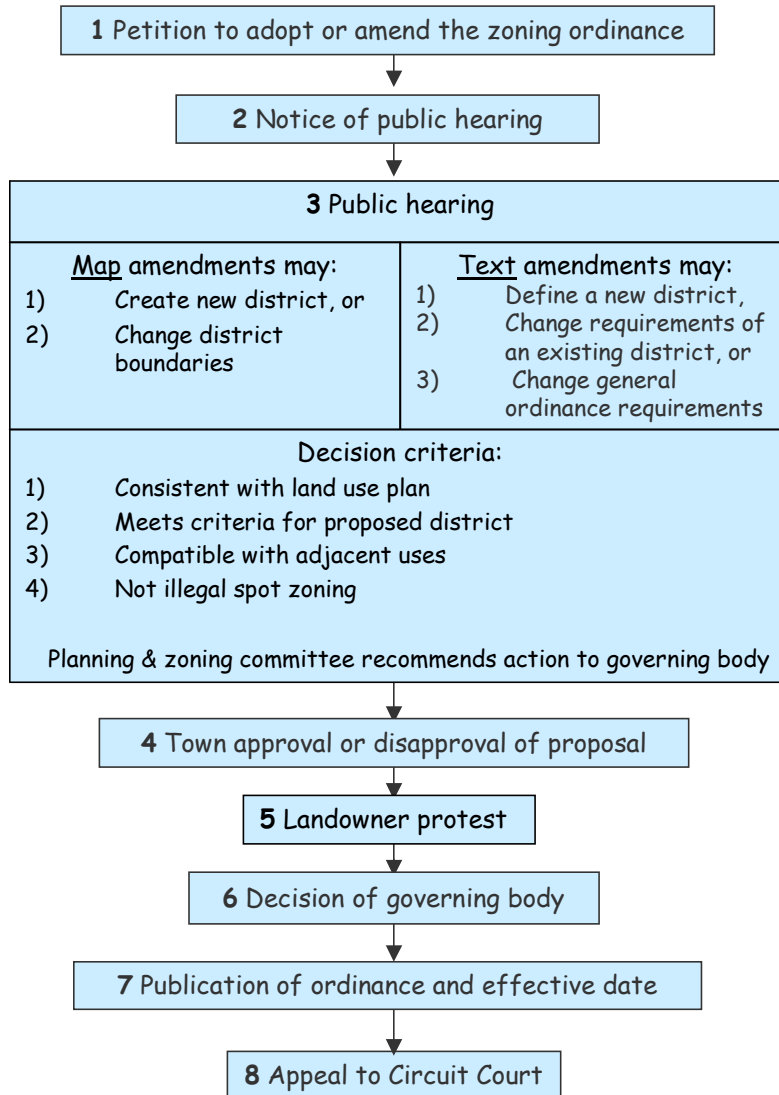 1 Petition to adopt or amend the zoning ordinance
2 Notice of public hearing
3 Public hearing
Map amendments may:
1) Create new district, or
2) Change district
boundaries
Text amendments may:
1) Define a new district,
2) Change requirements of
an existing district, or
3) Change general
ordinance requirements
Decision criteria:
1) Consistent with land use plan
2) Meets criteria for proposed district
3) Compatible with adjacent uses
4) Not illegal spot zoning
Planning & zoning committee recommends action to governing body
4 Town approval or disapproval of proposal
5 Landowner protest
6 Decision of governing body
7 Publication of ordinance and effective date
8 Appeal to Circuit Court